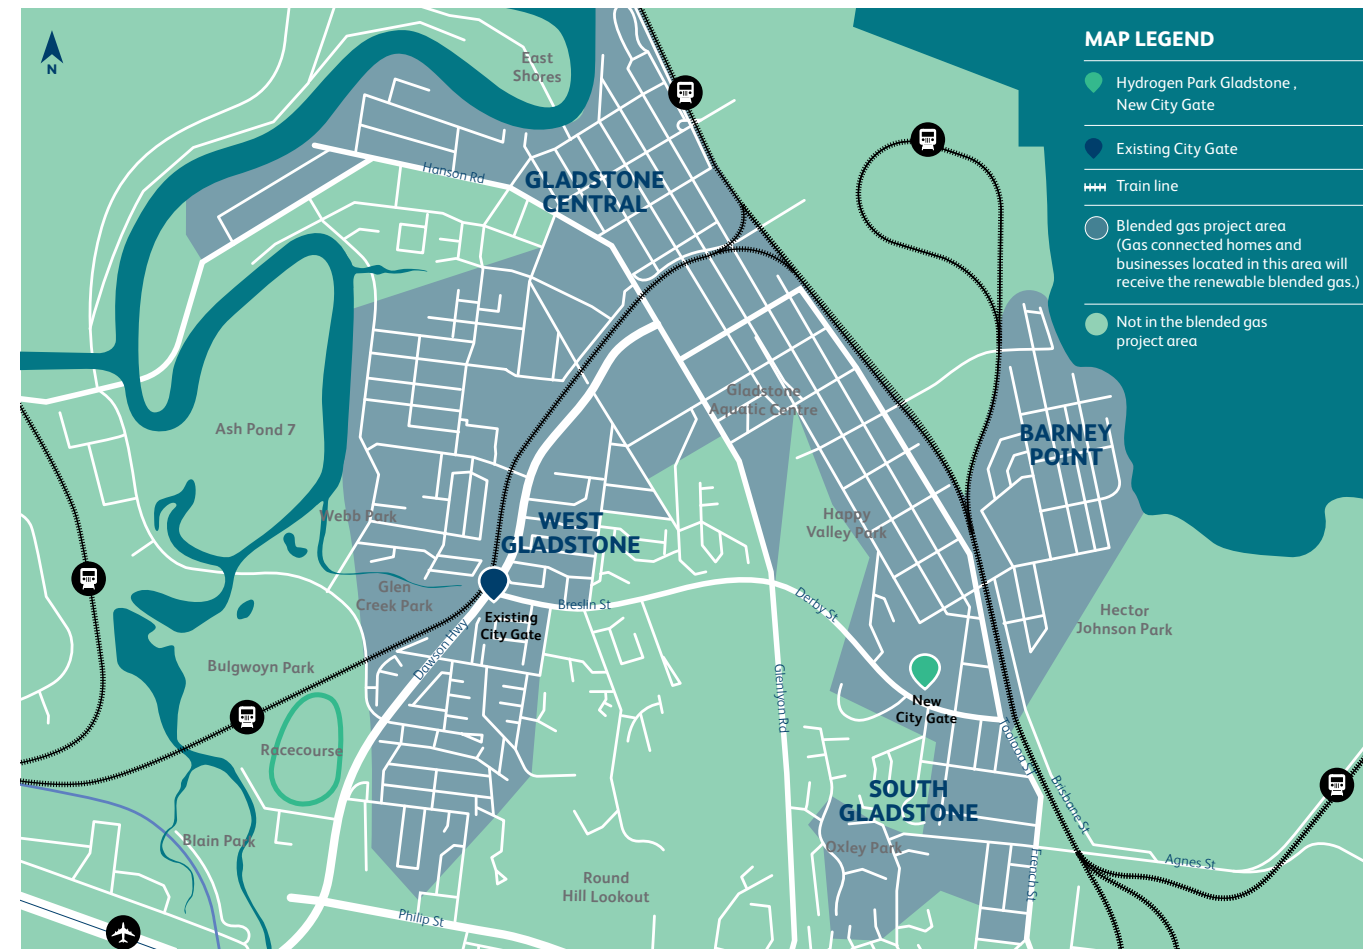 MAP LEGEND
Hydrogen Park Gladstone ,
New City Gate
Existing City Gate
Train line
Blended gas project area
(Gas connected homes and
businesses located in this area will
receive the renewable blended gas.)
Not in the blended gas
project area
N
East
Shores
Hanson Rd
GLADSTONE
CENTRAL
Gladstone
Aquatic Centre
Ash Pond 7
BARNEY
POINT
Webb Park
WEST
GLADSTONE
Happy
Valley Park
Glen
Creek Park
Existing
City Gate
Breslin St
Derby St
Hector
Johnson Park
Dawson Hwy
Bulgwoyn Park
Glenlyon Rd
New
City Gate
Racecourse
Toolooa St
Brisbane St
SOUTH
GLADSTONE
Blain Park
Oxley Park
French St
Agnes St
Round
Hill Lookout
Philip St